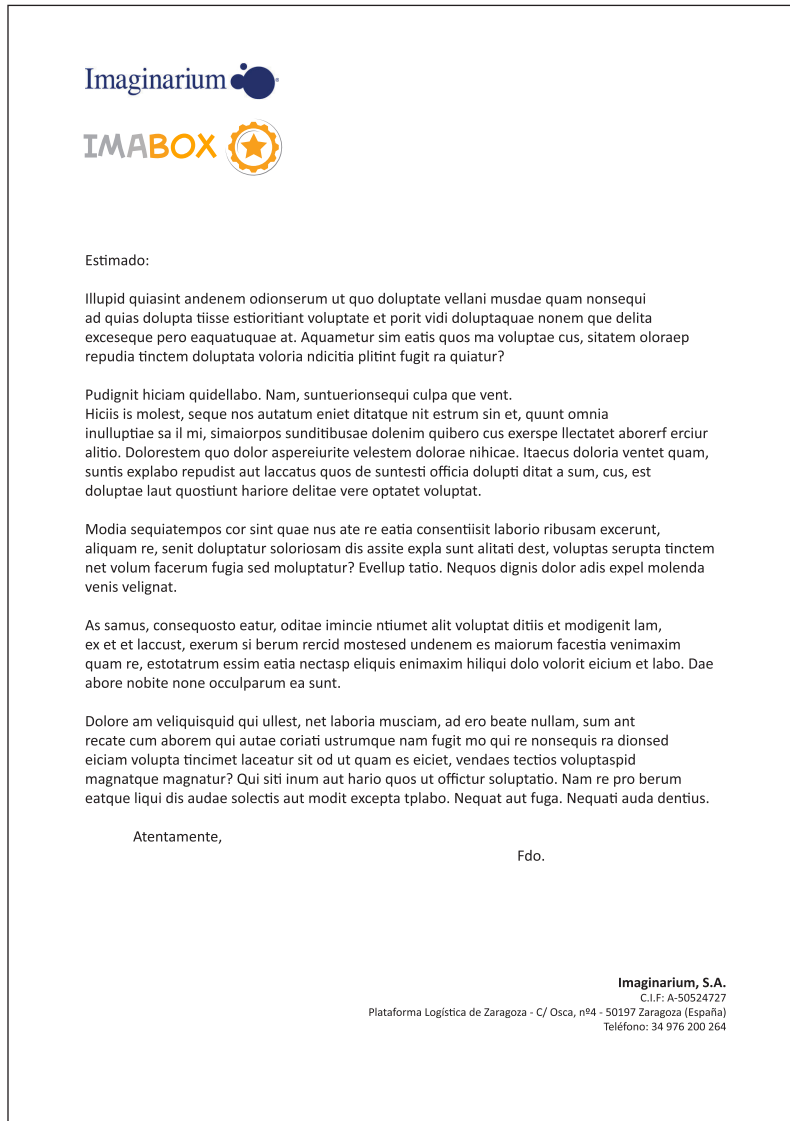 Imaginarium
IMABOX
Estimado:
Illupid quiasint andenem odionserum ut quo doluptate vellani musdae quam nonsequi
ad quias dolupta tiisse estioritiant voluptate et porit vidi doluptaquae nonem que delita
exceseque pero eaquatuquae at. Aquametur sim eatis quos ma voluptae cus, sitatem oloraep
repudia tinctem doluptata voloria ndicitia plitint fugit ra quiatur?
Pudignit hiciam quidellabo. Nam, suntuerionsequi culpa que vent.
Hiciis is molest, seque nos autatum eniet ditatque nit estrum sin et, quunt omnia
inulluptiae sa il mi, simaiorpos sunditibusae dolenim quibero cus exerspe llectatet aborerf erciur
alitio. Dolorestem quo dolor aspereiurite velestem dolorae nihicae. Itaecus doloria ventet quam,
suntis explabo repudist aut laccatus quos de suntesti officia dolupti ditat a sum, cus, est
doluptae laut quostiunt hariore delitae vere optatet voluptat.
Modia sequiatempos cor sint quae nus ate re eatia consentiisit laborio ribusam excerunt,
aliquam re, senit doluptatur soloriosam dis assite expla sunt alitati dest, voluptas serupta tinctem
net volum facerum fugia sed moluptatur? Evellup tatio. Nequos dignis dolor adis expel molenda
venis velignat.
As samus, consequosto eatur, oditae imincie ntiumet alit voluptat ditiis et modigenit lam,
ex et et laccust, exerum si berum rercid mostesed undenem es maiorum facestia venimaxim
quam re, estotatrum essim eatia nectasp eliquis enimaxim hiliqui dolo volorit eicium et labo. Dae
abore nobite none occulparum ea sunt.
Dolore am veliquisquid qui ullest, net laboria musciam, ad ero beate nullam, sum ant
recate cum aborem qui autae coriati ustrumque nam fugit mo qui re nonsequis ra dionsed
eiciam volupta tincimet laceatur sit od ut quam es eiciet, vendaes tectios voluptaspid
magnatque magnatur? Qui siti inum aut hario quos ut offictur soluptatio. Nam re pro berum
eatque liqui dis audae solectis aut modit excepta tplabo. Nequat aut fuga. Nequati auda dentius.
Atentamente,
Fdo.
Imaginarium, S.A.
C.I.F: A-50524727
Plataforma Logística de Zaragoza - C/ Osca, nº4 - 50197 Zaragoza (España)
Teléfono: 34 976 200 264